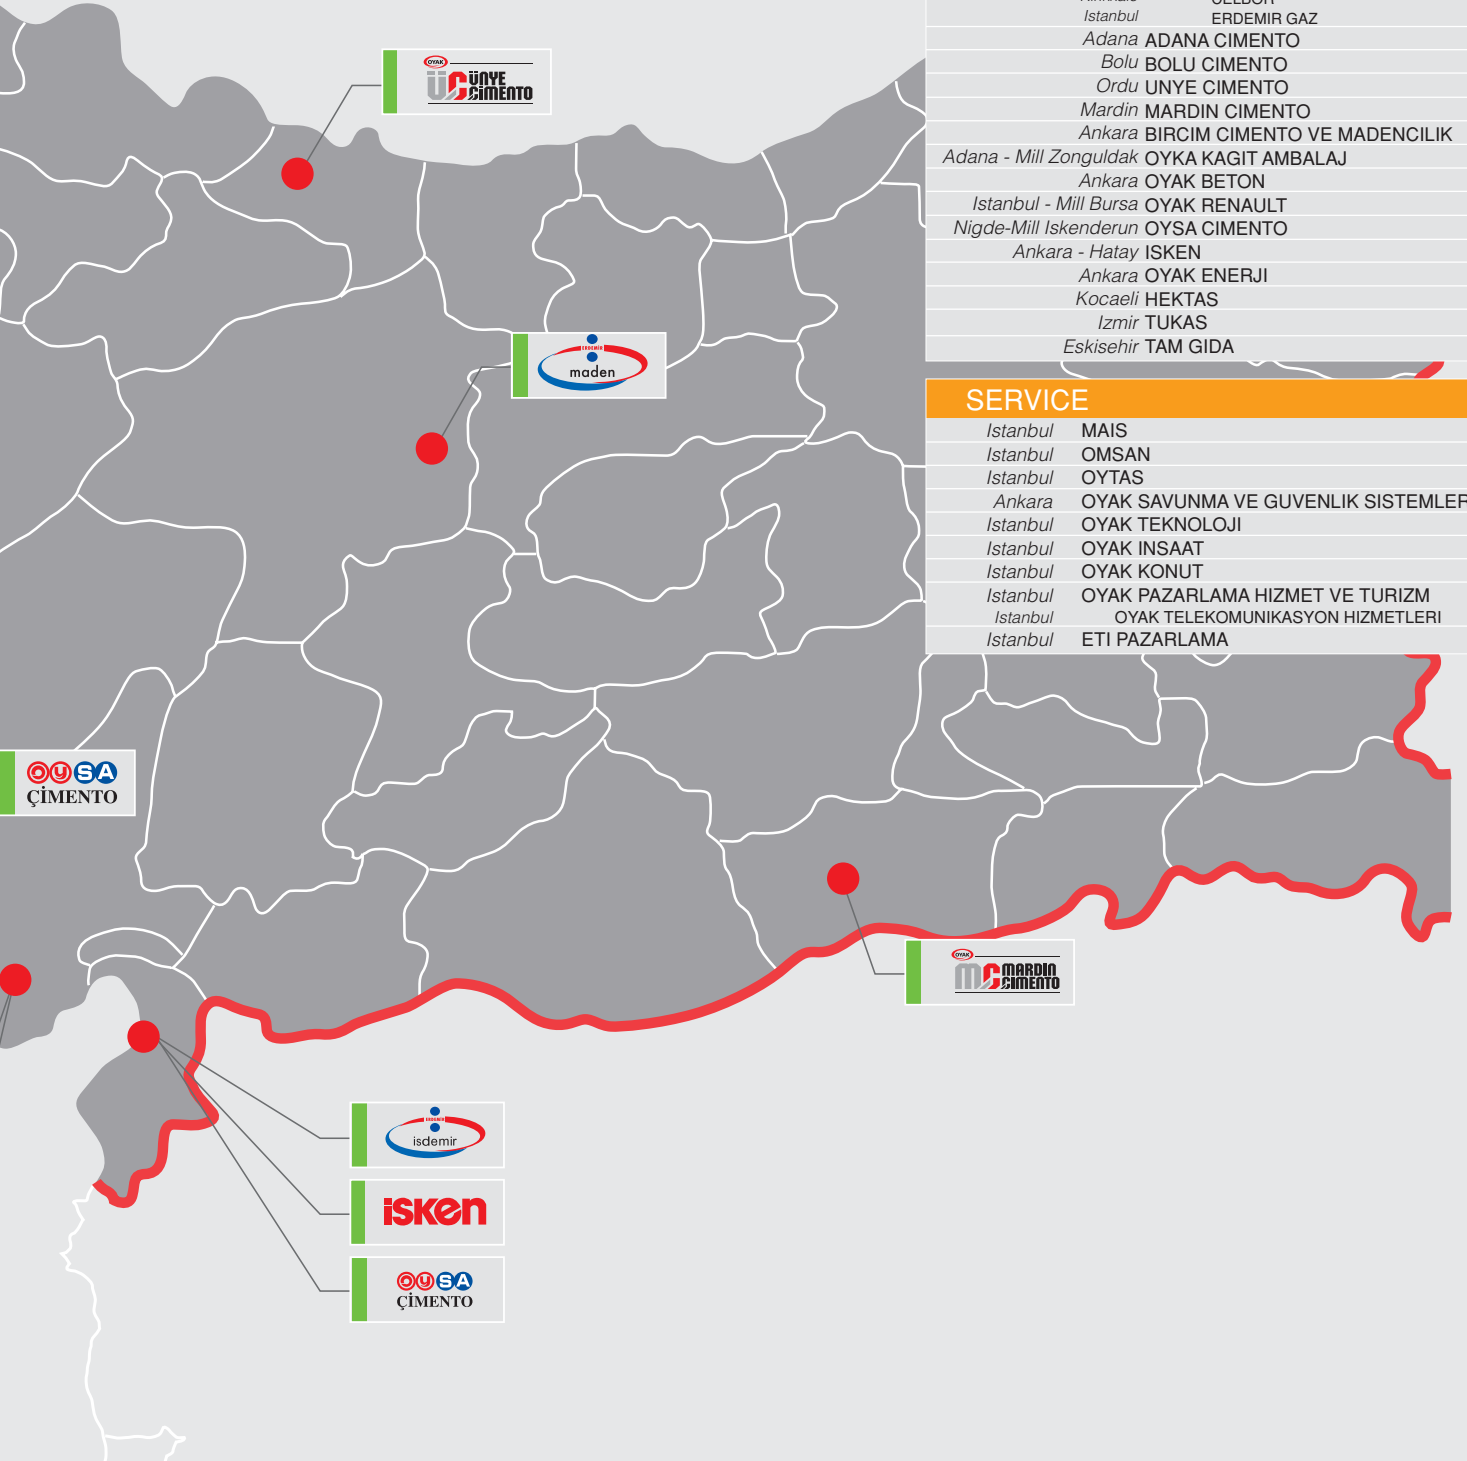 CELBOR
Istanbul ERDEMIR GAZ
Adana ADANA CIMENTO
Bolu BOLU CIMENTO
Ordu UNYE CIMENTO
Mardin MARDIN CIMENTO
Ankara BIRCIM CIMENTO VE MADENCILIK
Adana - Mill Zonguldak OYKA KAGIT AMBALAJ
Ankara OYAK BETON
Istanbul - Mill Bursa OYAK RENAULT
Nigde-Mill Iskenderun OYSA CIMENTO
Ankara - Hatay ISKEN
Ankara OYAK ENERJI
Kocaeli HEKTAS
Izmir TUKAS
Eskisehir TAM GIDA
SERVICE
Istanbul MAIS
Istanbul OMSAN
Istanbul OYTAS
Ankara OYAK SAVUNMA VE GUVENLIK SISTEMLER
Istanbul OYAK TEKNOLOJI
Istanbul OYAK INSAAT
Istanbul OYAK KONUT
Istanbul OYAK PAZARLAMA HIZMET VE TURIZM
Istanbul OYAK TELEKOMUNIKASYON HIZMETLERI
Istanbul ETI PAZARLAMA
OYAK
ÜÇ ÜNYE
ÇİMENTO
ERDEMİR
maden
OYSA
ÇİMENTO
OYAK
MÇ MARDİN
ÇİMENTO
ERDEMİR
isdemir
isken
OYSA
ÇİMENTO